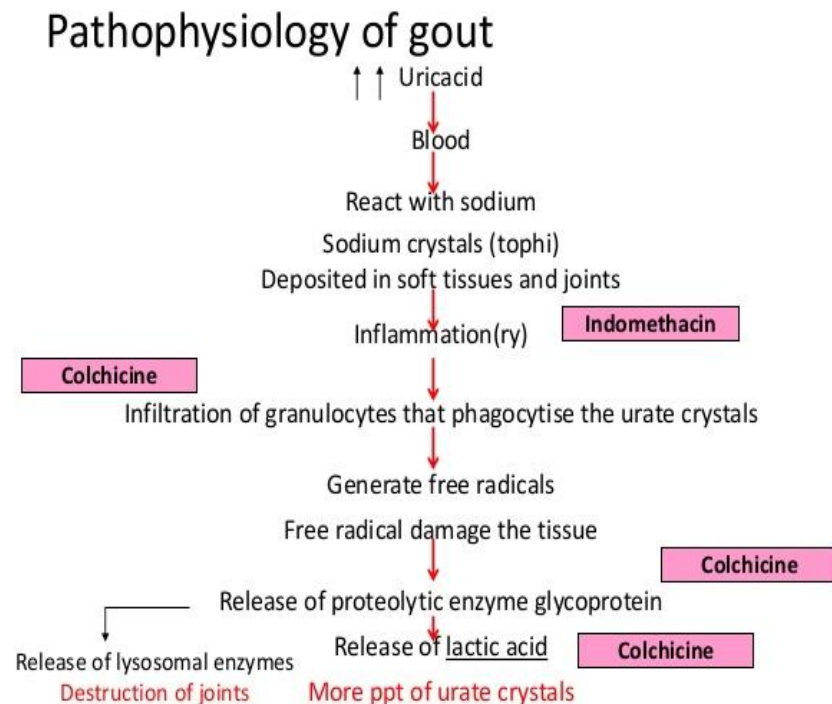 Pathophysiology of gout
Uricacid
Blood
React with sodium
Sodium crystals (tophi)
Deposited in soft tissues and joints
Indomethacin
Inflammation(ry)
Colchicine
Infiltration of granulocytes that phagocytise the urate crystals
Generate free radicals
Free radical damage the tissue
Colchicine
Release of proteolytic enzyme glycoprotein
Release of lactic acid
Colchicine
Release of lysosomal enzymes
Destruction of joints
More ppt of urate crystals